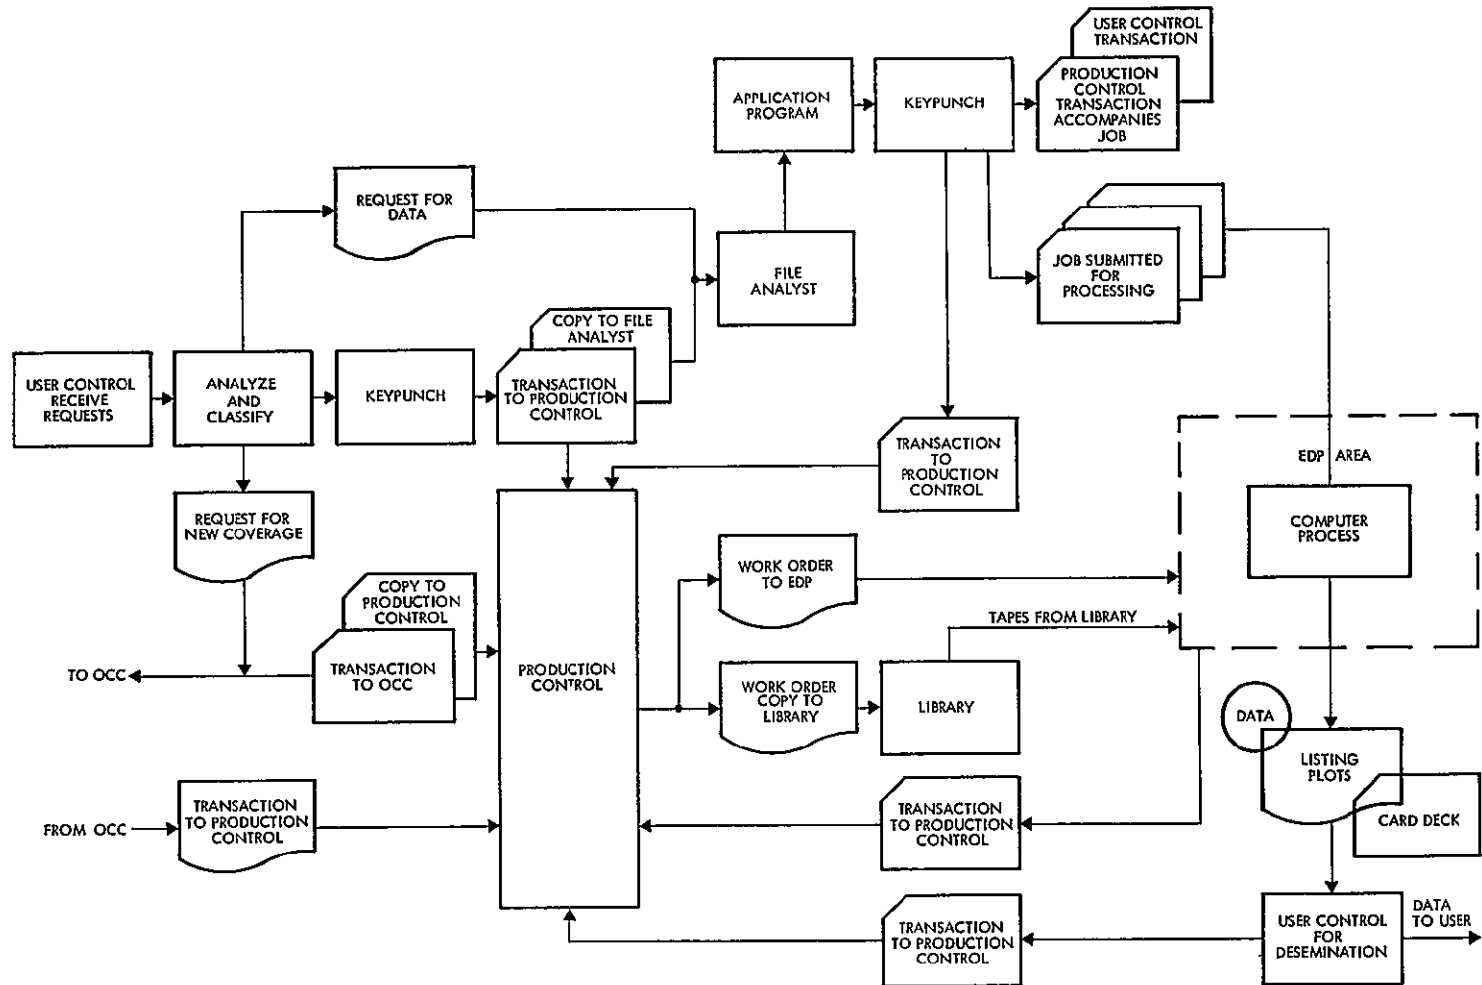 USER CONTROL
TRANSACTION
PRODUCTION
CONTROL
TRANSACTION
ACCOMPANIES
JOB
APPLICATION
PROGRAM
KEYPUNCH
REQUEST FOR
DATA
FILE
ANALYST
JOB SUBMITTED
FOR
PROCESSING
COPY TO FILE
ANALYST
TRANSACTION
TO PRODUCTION
CONTROL
USER CONTROL
RECEIVE
REQUESTS
ANALYZE
AND
CLASSIFY
KEYPUNCH
TRANSACTION
TO
PRODUCTION
CONTROL
EDP AREA
COMPUTER
PROCESS
REQUEST FOR
NEW COVERAGE
WORK ORDER
TO EDP
COPY TO
PRODUCTION
CONTROL
TRANSACTION
TO OCC
TO OCC
PRODUCTION
CONTROL
TAPES FROM LIBRARY
WORK ORDER
COPY TO
LIBRARY
LIBRARY
DATA
LISTING
PLOTS
CARD DECK
FROM OCC
TRANSACTION
TO PRODUCTION
CONTROL
TRANSACTION
TO PRODUCTION
CONTROL
TRANSACTION
TO PRODUCTION
CONTROL
USER CONTROL
FOR
DESEMINATION
DATA
TO USER